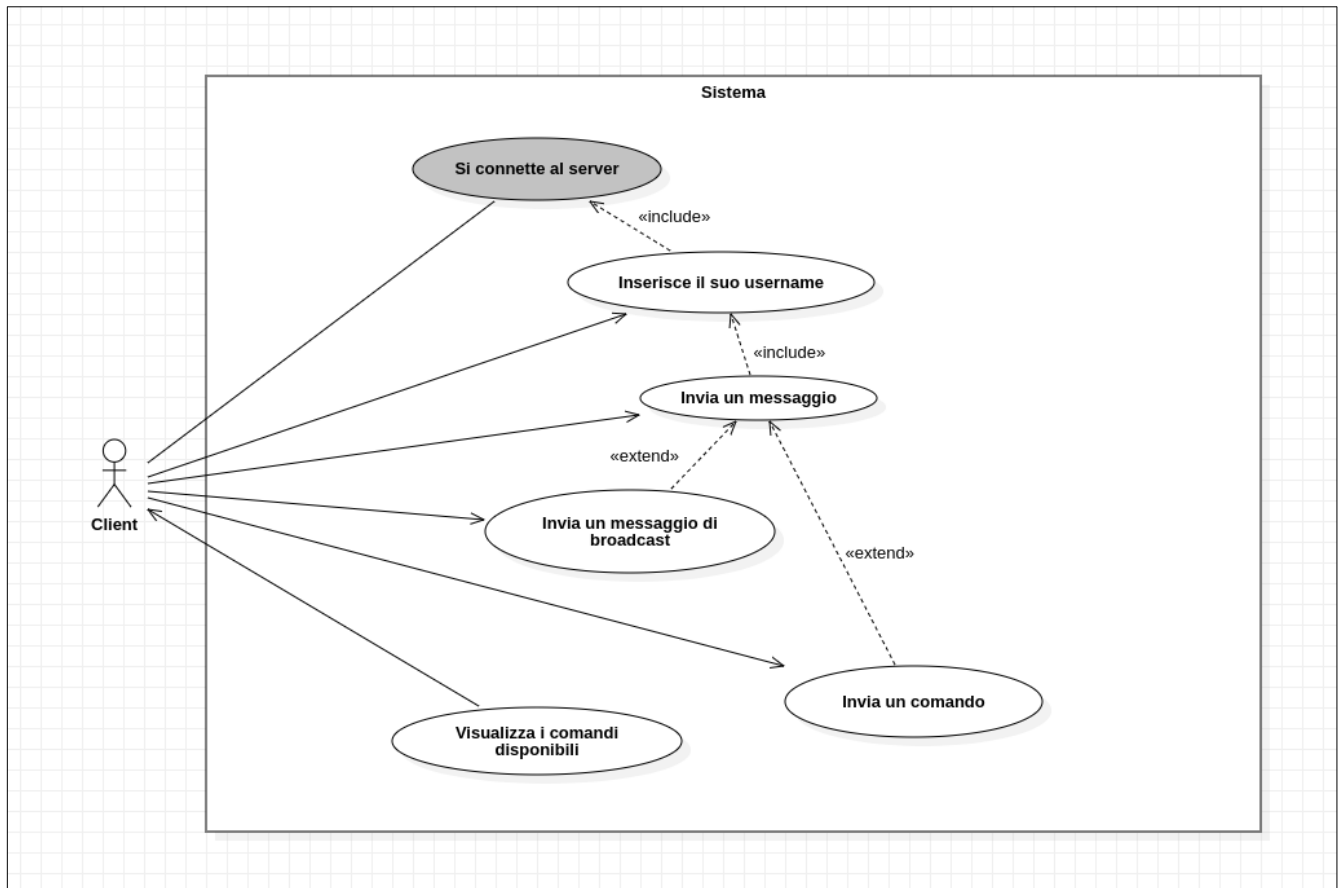 Sistema
Si connette al server
«include»
Inserisce il suo username
«include»
Invia un messaggio
«extend»
Invia un messaggio di
broadcast
Client
«extend»
Invia un comando
Visualizza i comandi
disponibili